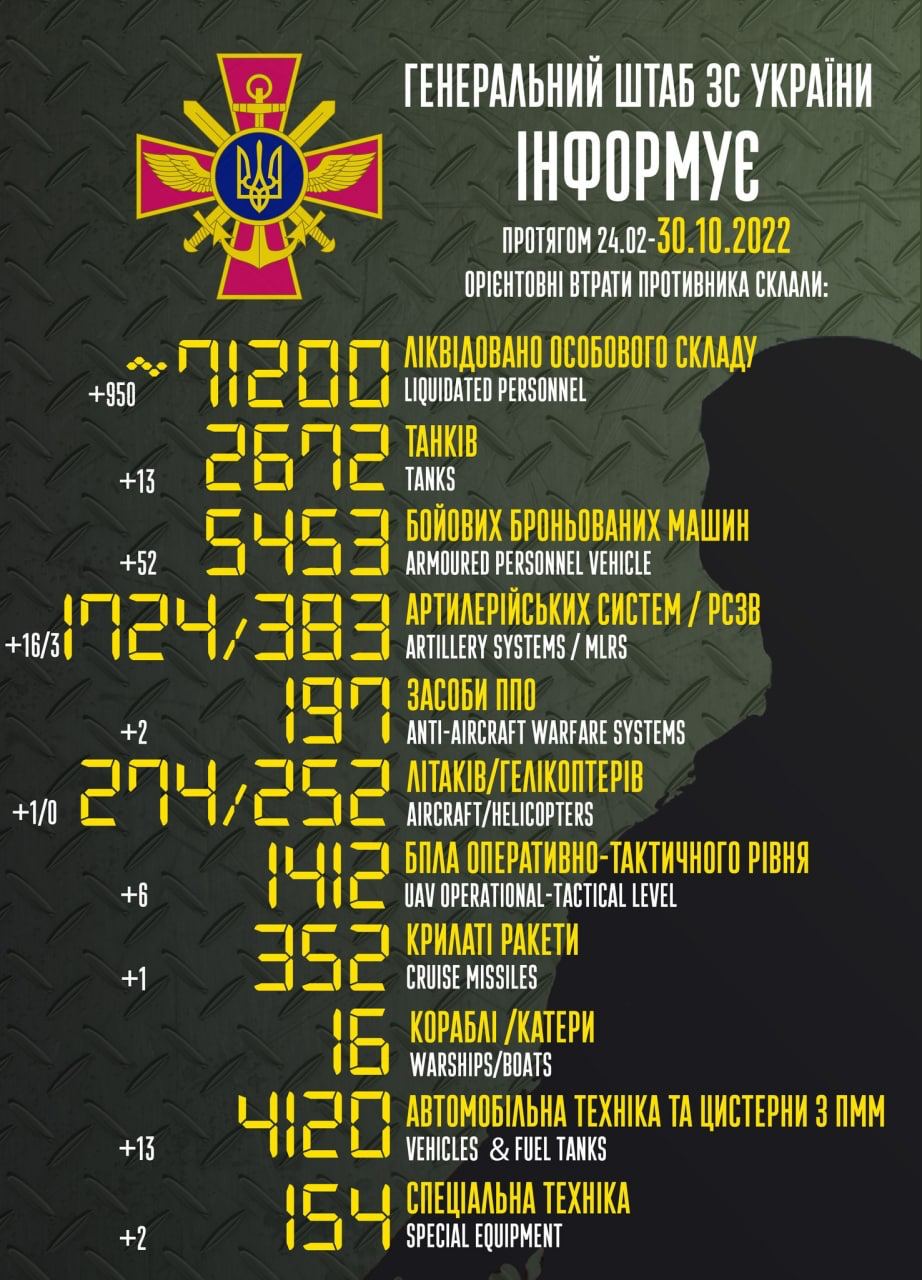 ГЕНЕРАЛЬНИЙ ШТАБ ЗС УКРАЇНИ
ІНФОРМУЄ
ПРОТЯГОМ 24.02-30.10.2022
ОРІЄНТОВНІ ВТРАТИ ПРОТИВНИКА СКЛАЛИ:
+950 ~71200 ЛІКВІДОВАНО ОСОБОВОГО СКЛАДУ
LIQUIDATED PERSONNEL
+13 2672 ТАНКІВ
TANKS
+52 5453 БОЙОВИХ БРОНЬОВАНИХ МАШИН
ARMOURED PERSONNEL VEHICLE
+16/3 1724/383 АРТИЛЕРІЙСЬКИХ СИСТЕМ / РСЗВ
ARTILLERY SYSTEMS / MLRS
+2 197 ЗАСОБИ ППО
ANTI-AIRCRAFT WARFARE SYSTEMS
+1/0 274/252 ЛІТАКІВ/ГЕЛІКОПТЕРІВ
AIRCRAFT/HELICOPTERS
+6 1412 БПЛА ОПЕРАТИВНО-ТАКТИЧНОГО РІВНЯ
UAV OPERATIONAL-TACTICAL LEVEL
+1 352 КРИЛАТІ РАКЕТИ
CRUISE MISSILES
16 КОРАБЛІ /КАТЕРИ
WARSHIPS/BOATS
+13 4120 АВТОМОБІЛЬНА ТЕХНІКА ТА ЦИСТЕРНИ З ПММ
VEHICLES & FUEL TANKS
+2 154 СПЕЦІАЛЬНА ТЕХНІКА
SPECIAL EQUIPMENT